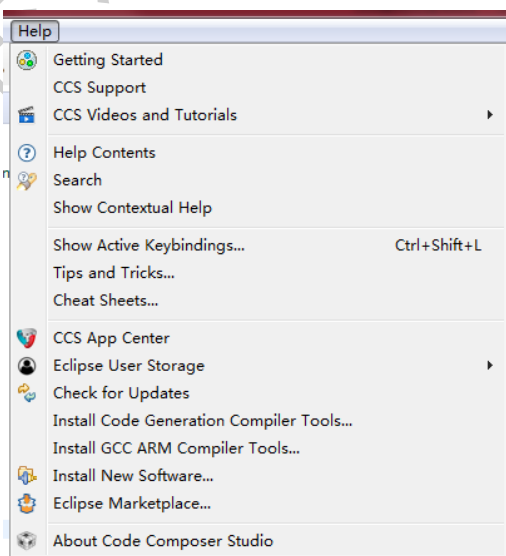 Help
Getting Started
CCS Support
CCS Videos and Tutorials
Help Contents
Search
Show Contextual Help
Show Active Keybindings... Ctrl+Shift+L
Tips and Tricks...
Cheat Sheets...
CCS App Center
Eclipse User Storage
Check for Updates
Install Code Generation Compiler Tools...
Install GCC ARM Compiler Tools...
Install New Software...
Eclipse Marketplace...
About Code Composer Studio